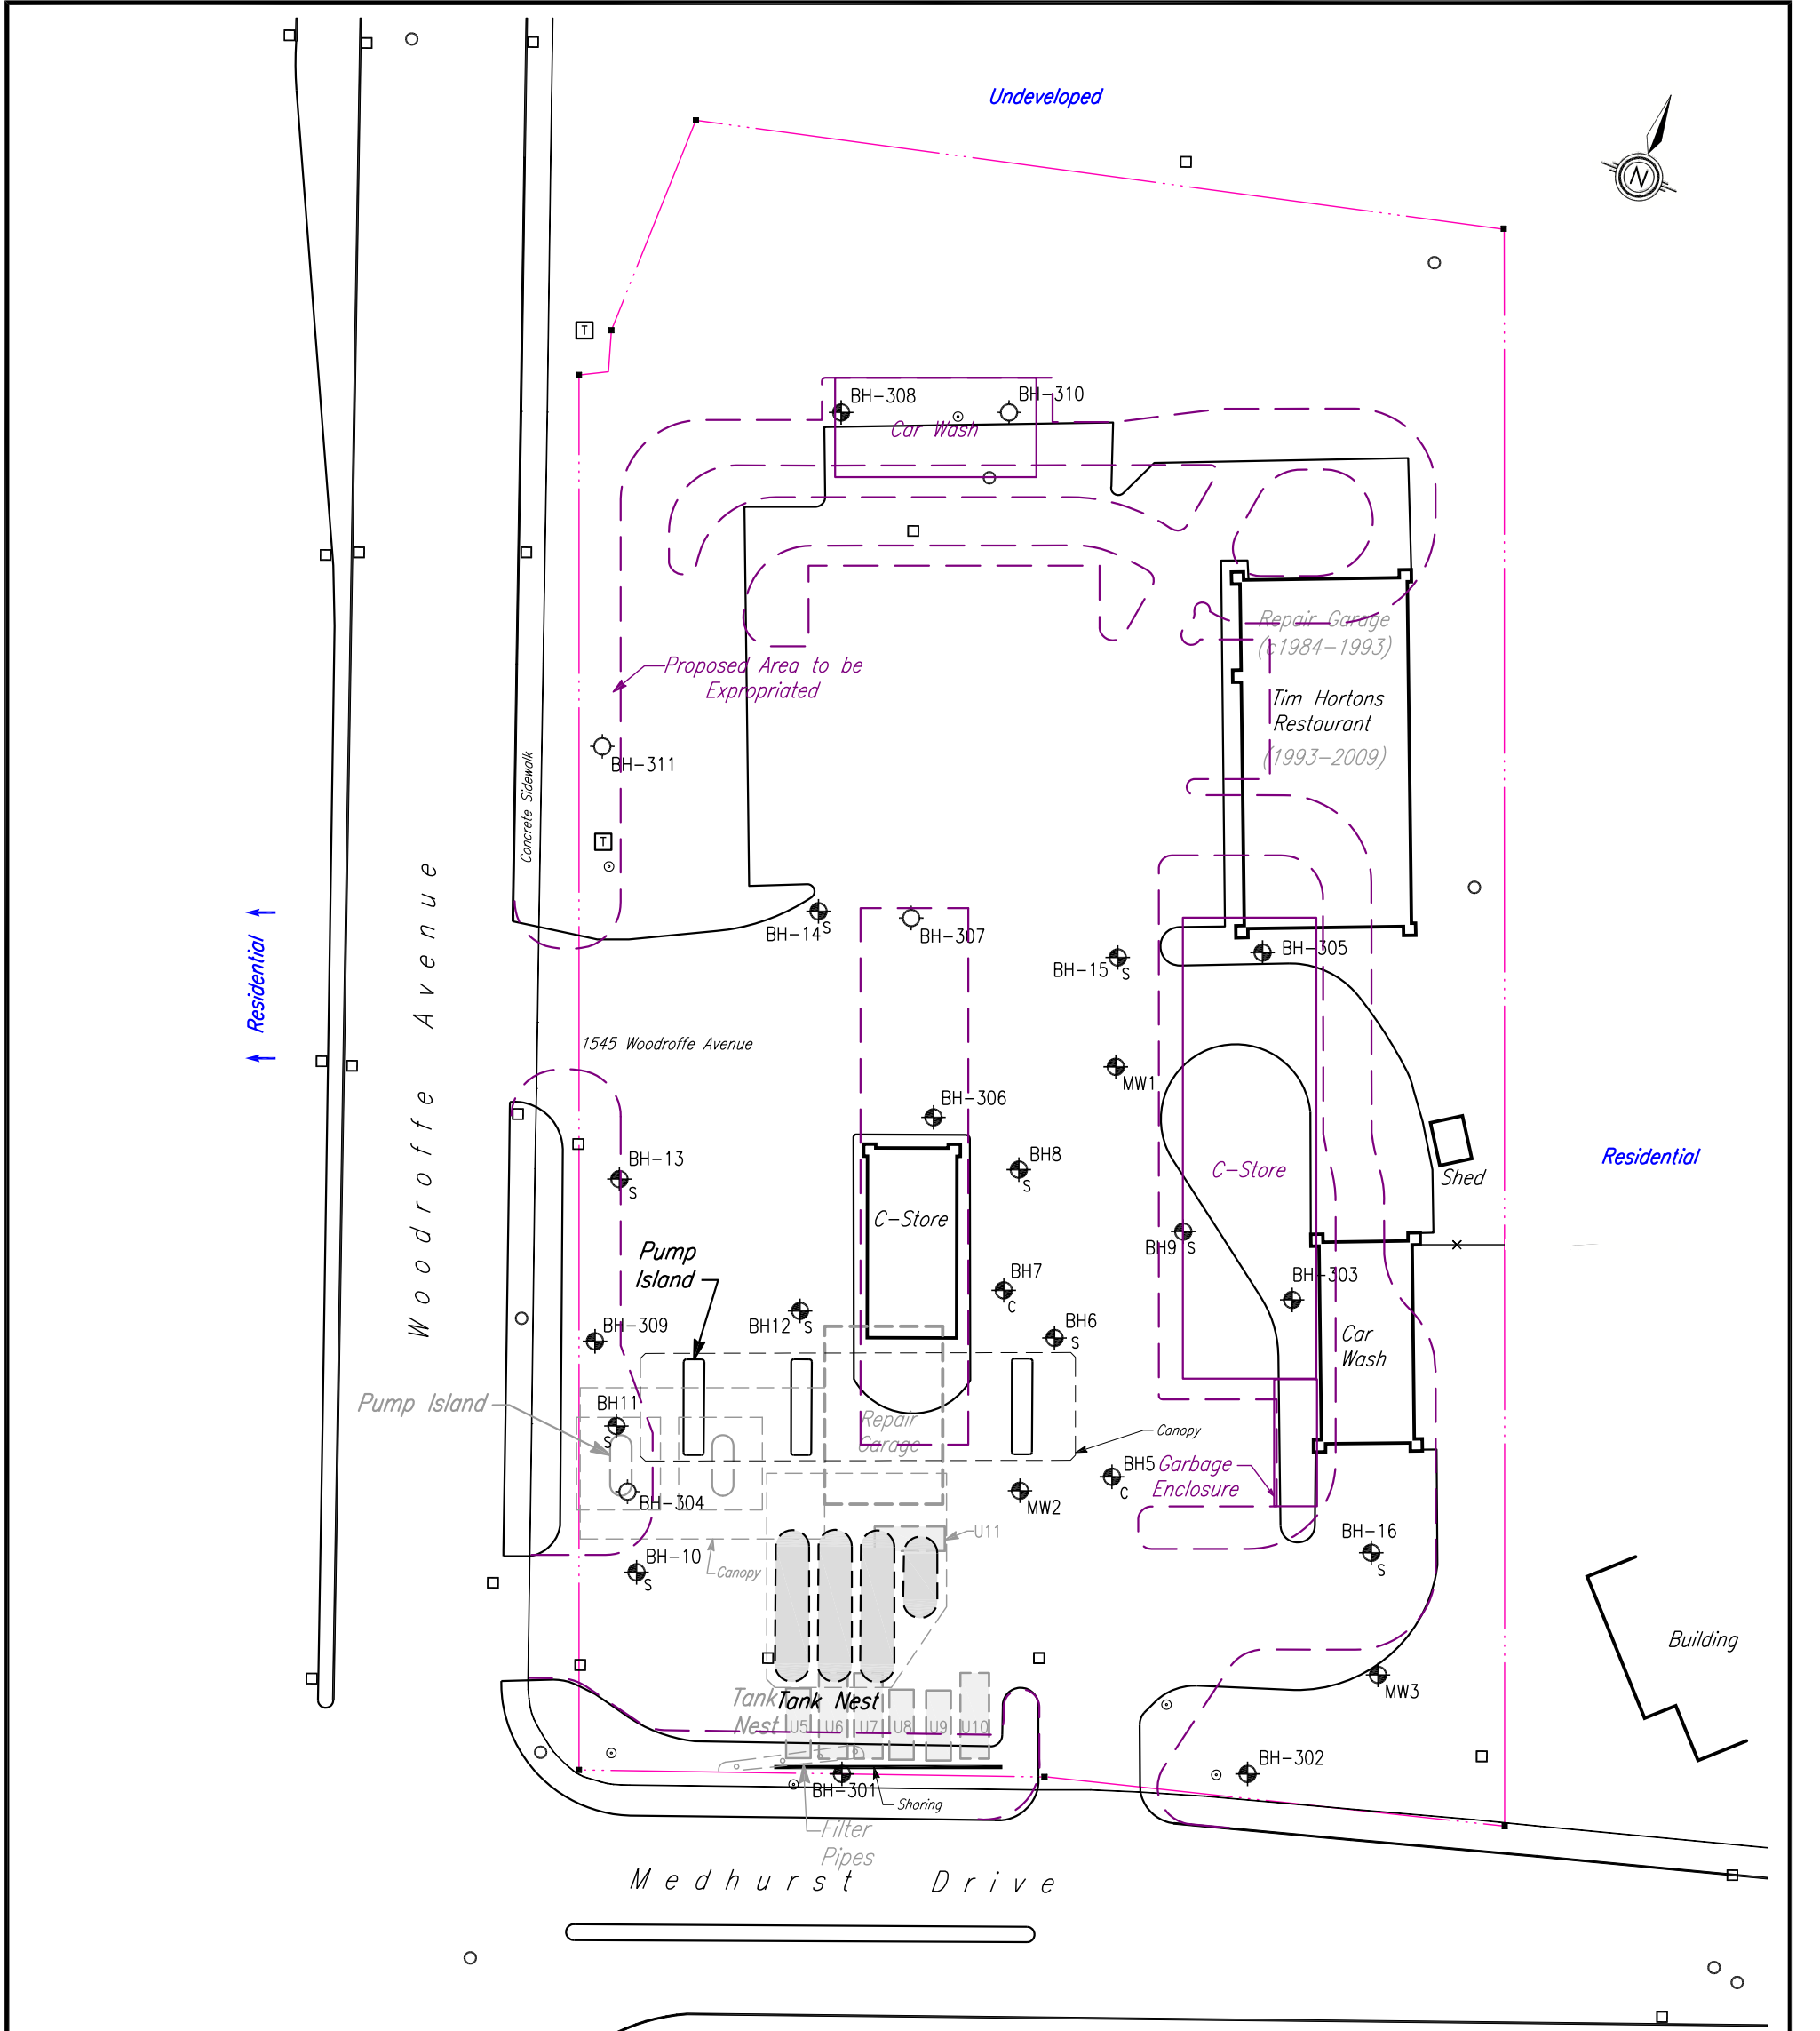 Undeveloped
N
T
BH-308
BH-310
Car Wash
Repair Garage
(c1984-1993)
Proposed Area to be
Expropriated
Tim Hortons
Restaurant
(1993-2009)
BH-311
Concrete Sidewalk
T
BH-14
S
BH-307
BH-15
S
BH-305
Residential
Woodroffe Avenue
1545 Woodroffe Avenue
MW1
BH-306
BH-13
S
BH8
S
C-Store
Shed
Residential
C-Store
BH9
S
Pump
Island
BH7
C
BH-303
BH12
S
BH6
S
BH-309
Car
Wash
Pump Island
BH11
S
Repair
Garage
Canopy
BH5
C
Garbage
Enclosure
BH-304
MW2
U11
BH-16
S
BH-10
S
Canopy
Building
MW3
Tank
Nest
Tank Nest
U5
U6
U7
U8
U9
U10
BH-302
BH-301
Shoring
Filter
Pipes
Medhurst Drive